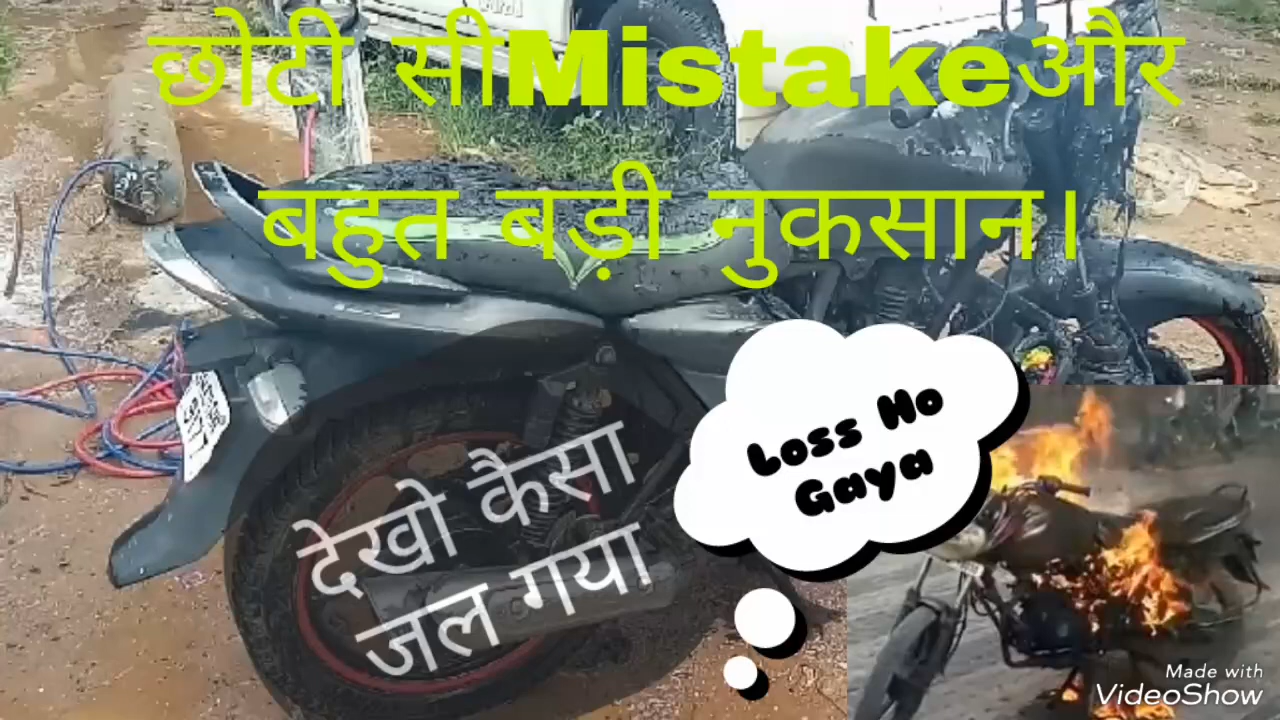 छोटी सीMistakeऔर
बहुत बड़ी नुकसान।
Loss Ho
Gaya
देखो कैसा
जल गया
Made with
VideoShow